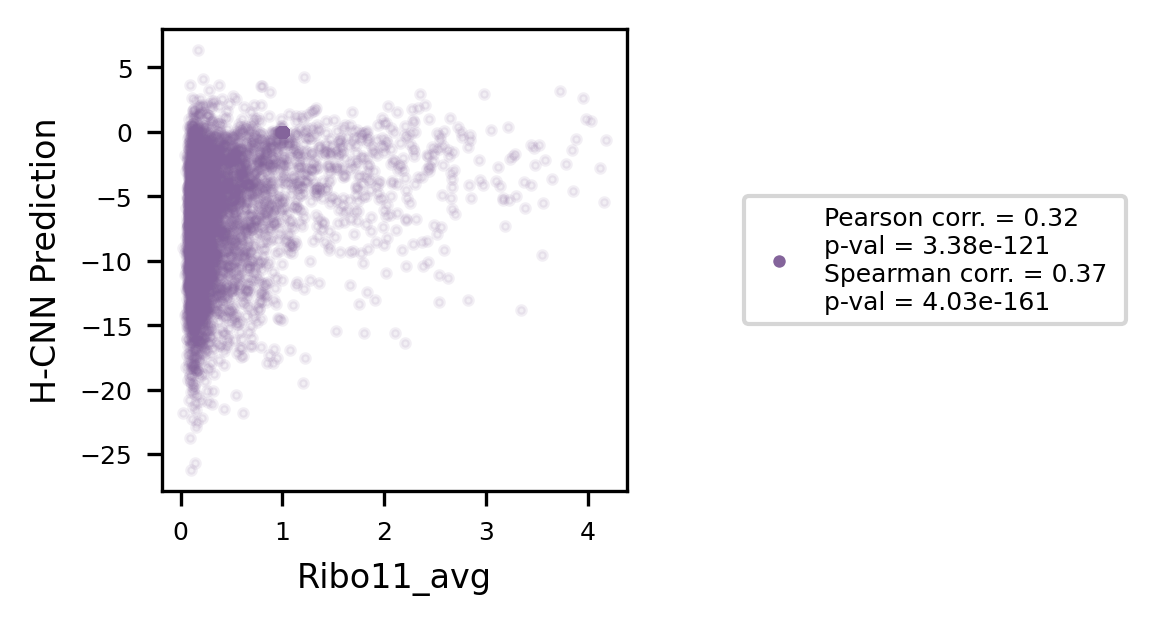 5
0
−5
−10
−15
−20
−25
H-CNN Prediction
0 1 2 3 4
Ribo11_avg
Pearson corr. = 0.32
p-val = 3.38e-121
Spearman corr. = 0.37
p-val = 4.03e-161